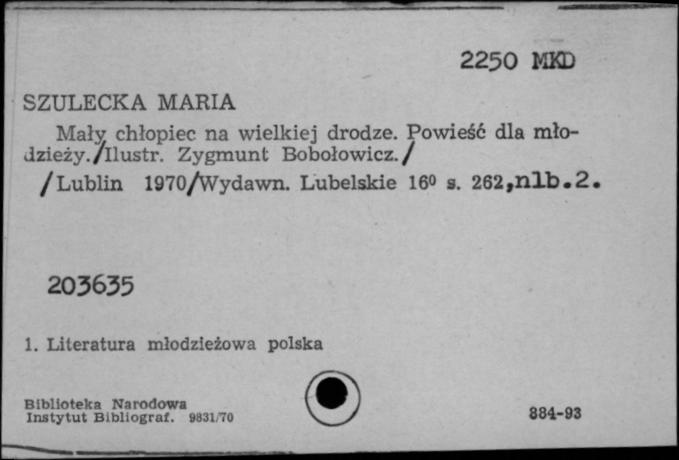 2250 MKD
SZULECKA MARIA
Mały chłopiec na wielkiej drodze. Powieść dla mło-
dzieży./Ilustr. Zygmunt Bobołowicz./
/Lublin 1970/Wydawn. Lubelskie 16⁰ s. 262,nlb.2.
203635
1. Literatura młodzieżowa polska
Biblioteka Narodowa
Instytut Bibliograf. 9831/70
884-93